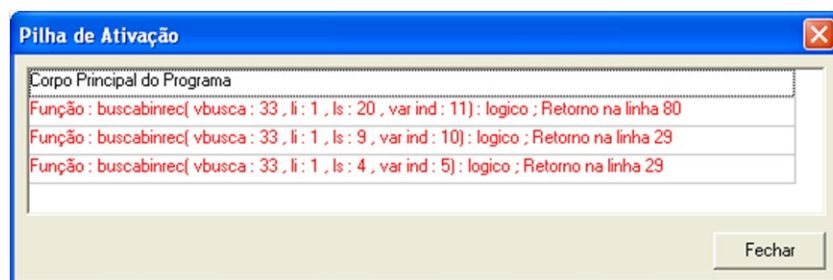 Pilha de Ativação
Corpo Principal do Programa
Função : buscabinrec( vbusca : 33 , li : 1 , ls : 20 , var ind : 11) : logico ; Retorno na linha 80
Função : buscabinrec( vbusca : 33 , li : 1 , ls : 9 , var ind : 10) : logico ; Retorno na linha 29
Função : buscabinrec( vbusca : 33 , li : 1 , ls : 4 , var ind : 5) : logico ; Retorno na linha 29
Fechar